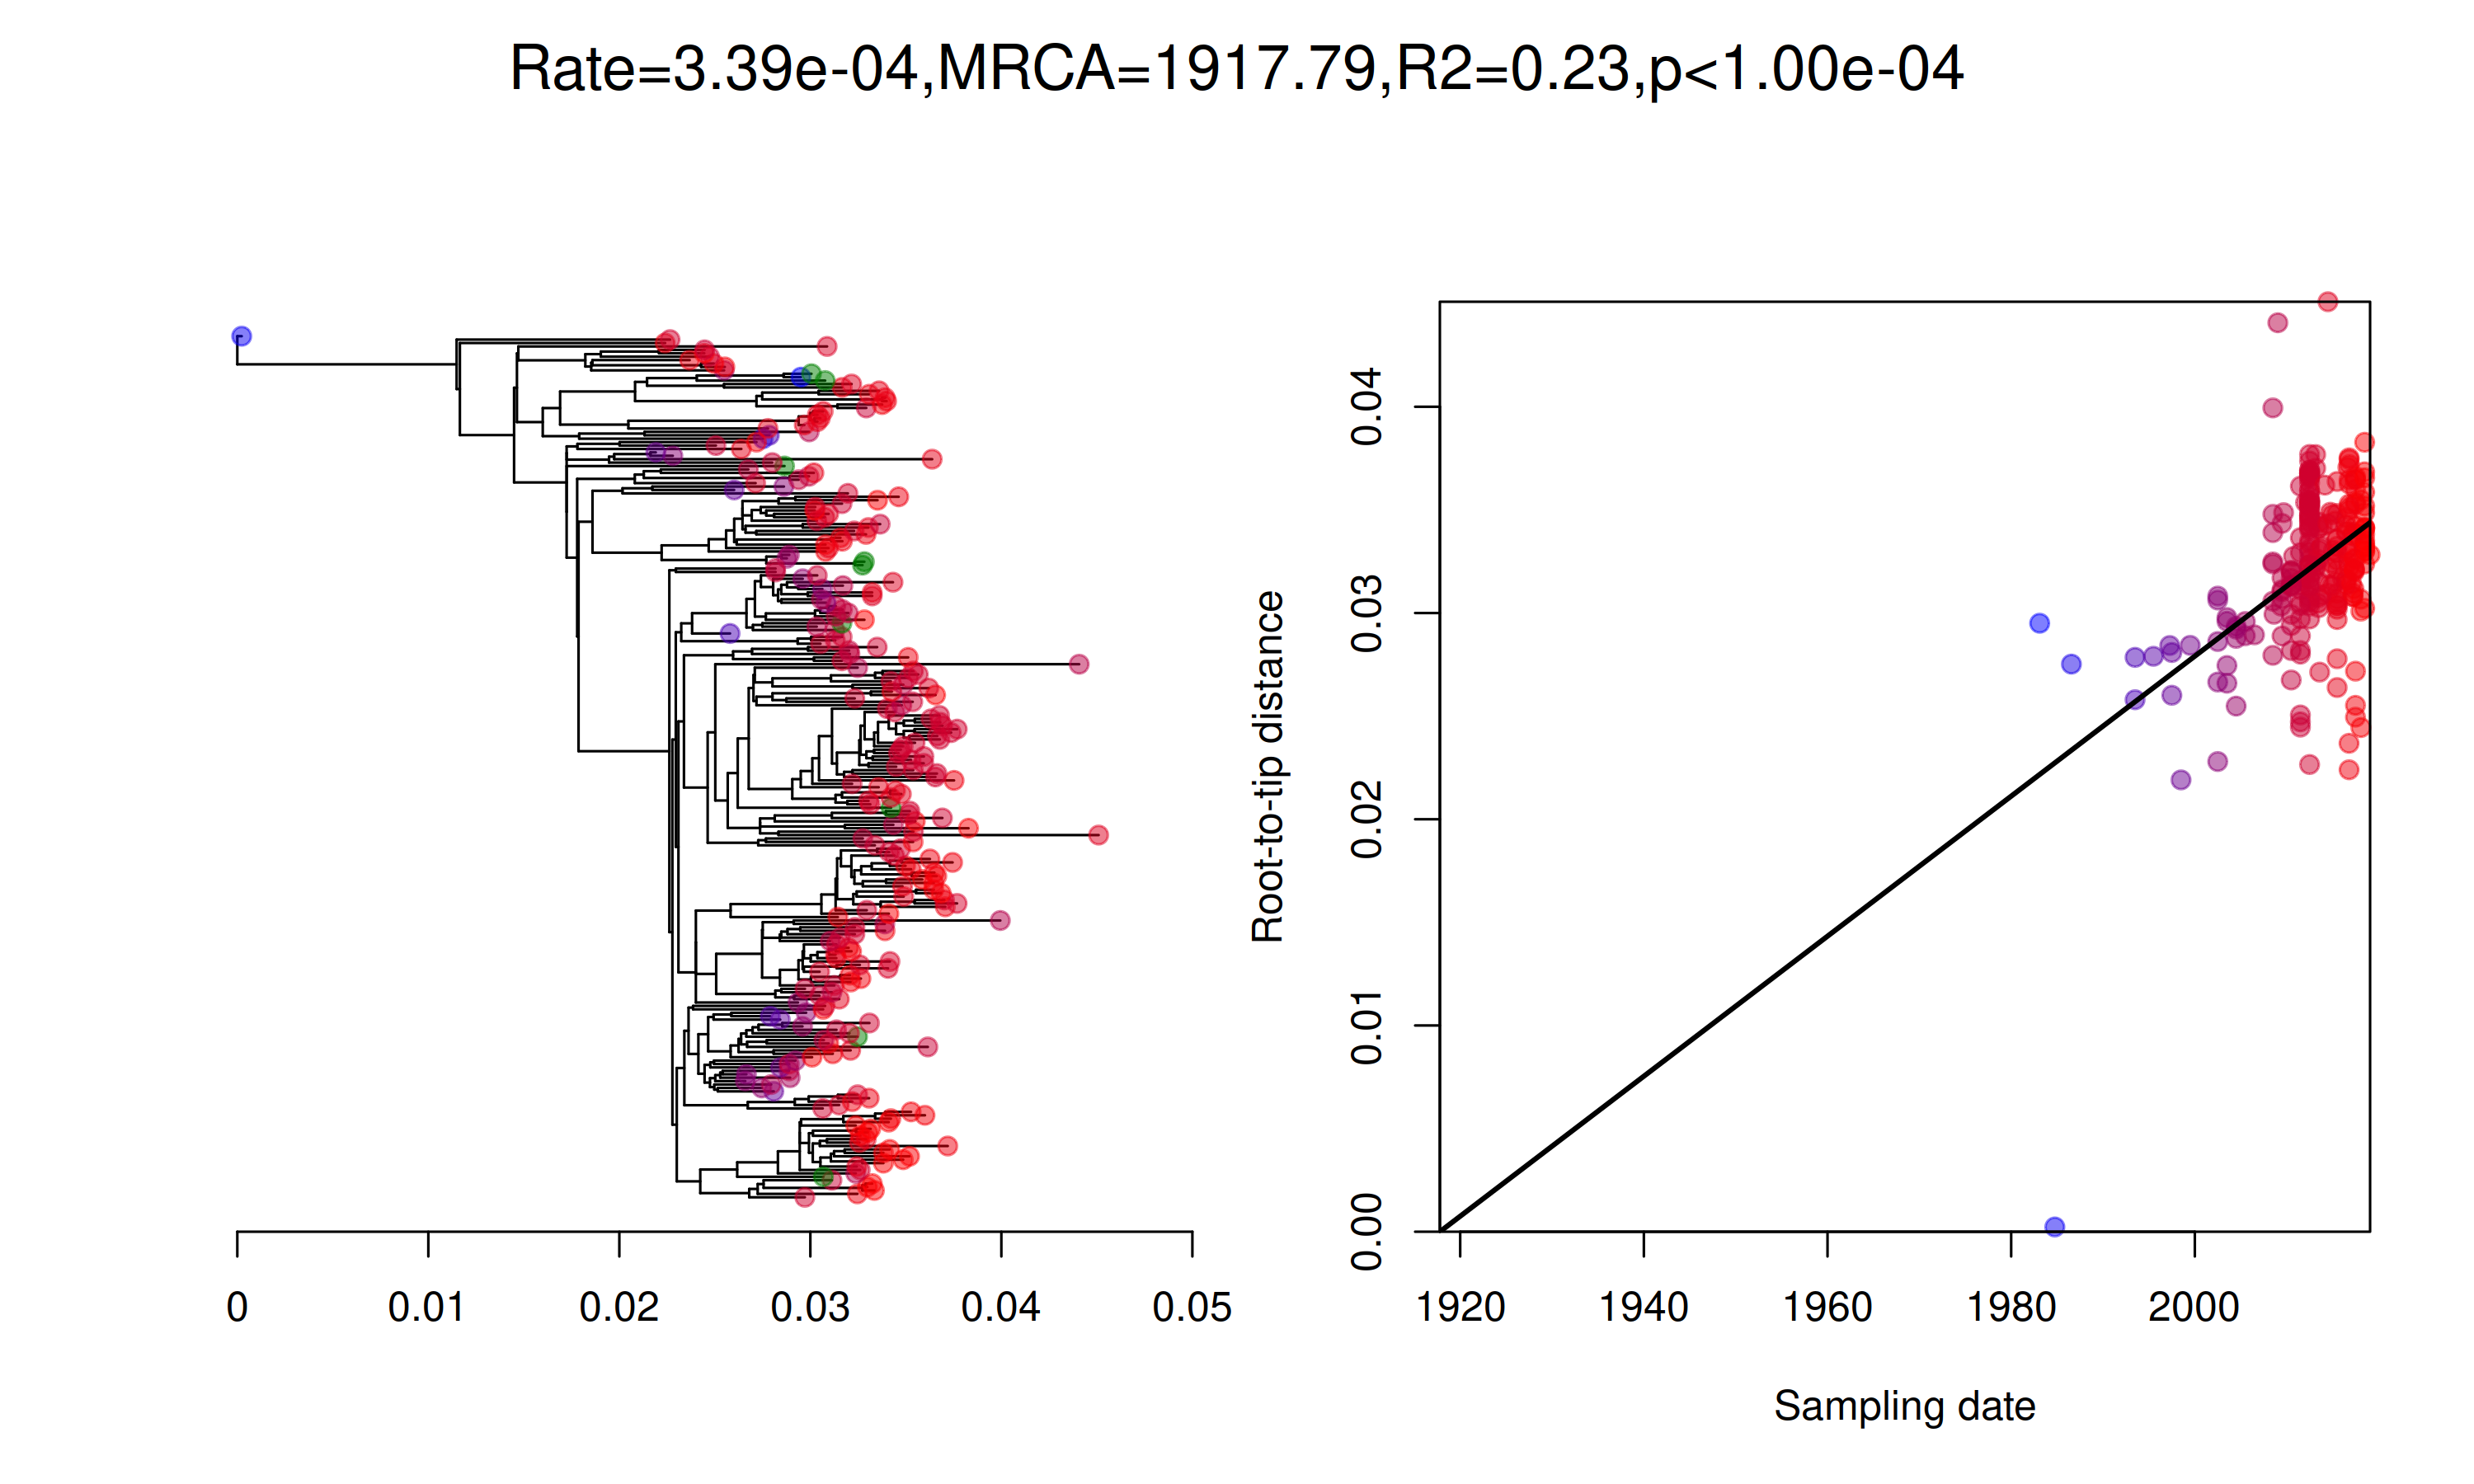 Rate=3.39e-04,MRCA=1917.79,R2=0.23,p<1.00e-04
0 0.01 0.02 0.03 0.04 0.05
Root-to-tip distance
0.00 0.01 0.02 0.03 0.04
1920 1940 1960 1980 2000
Sampling date